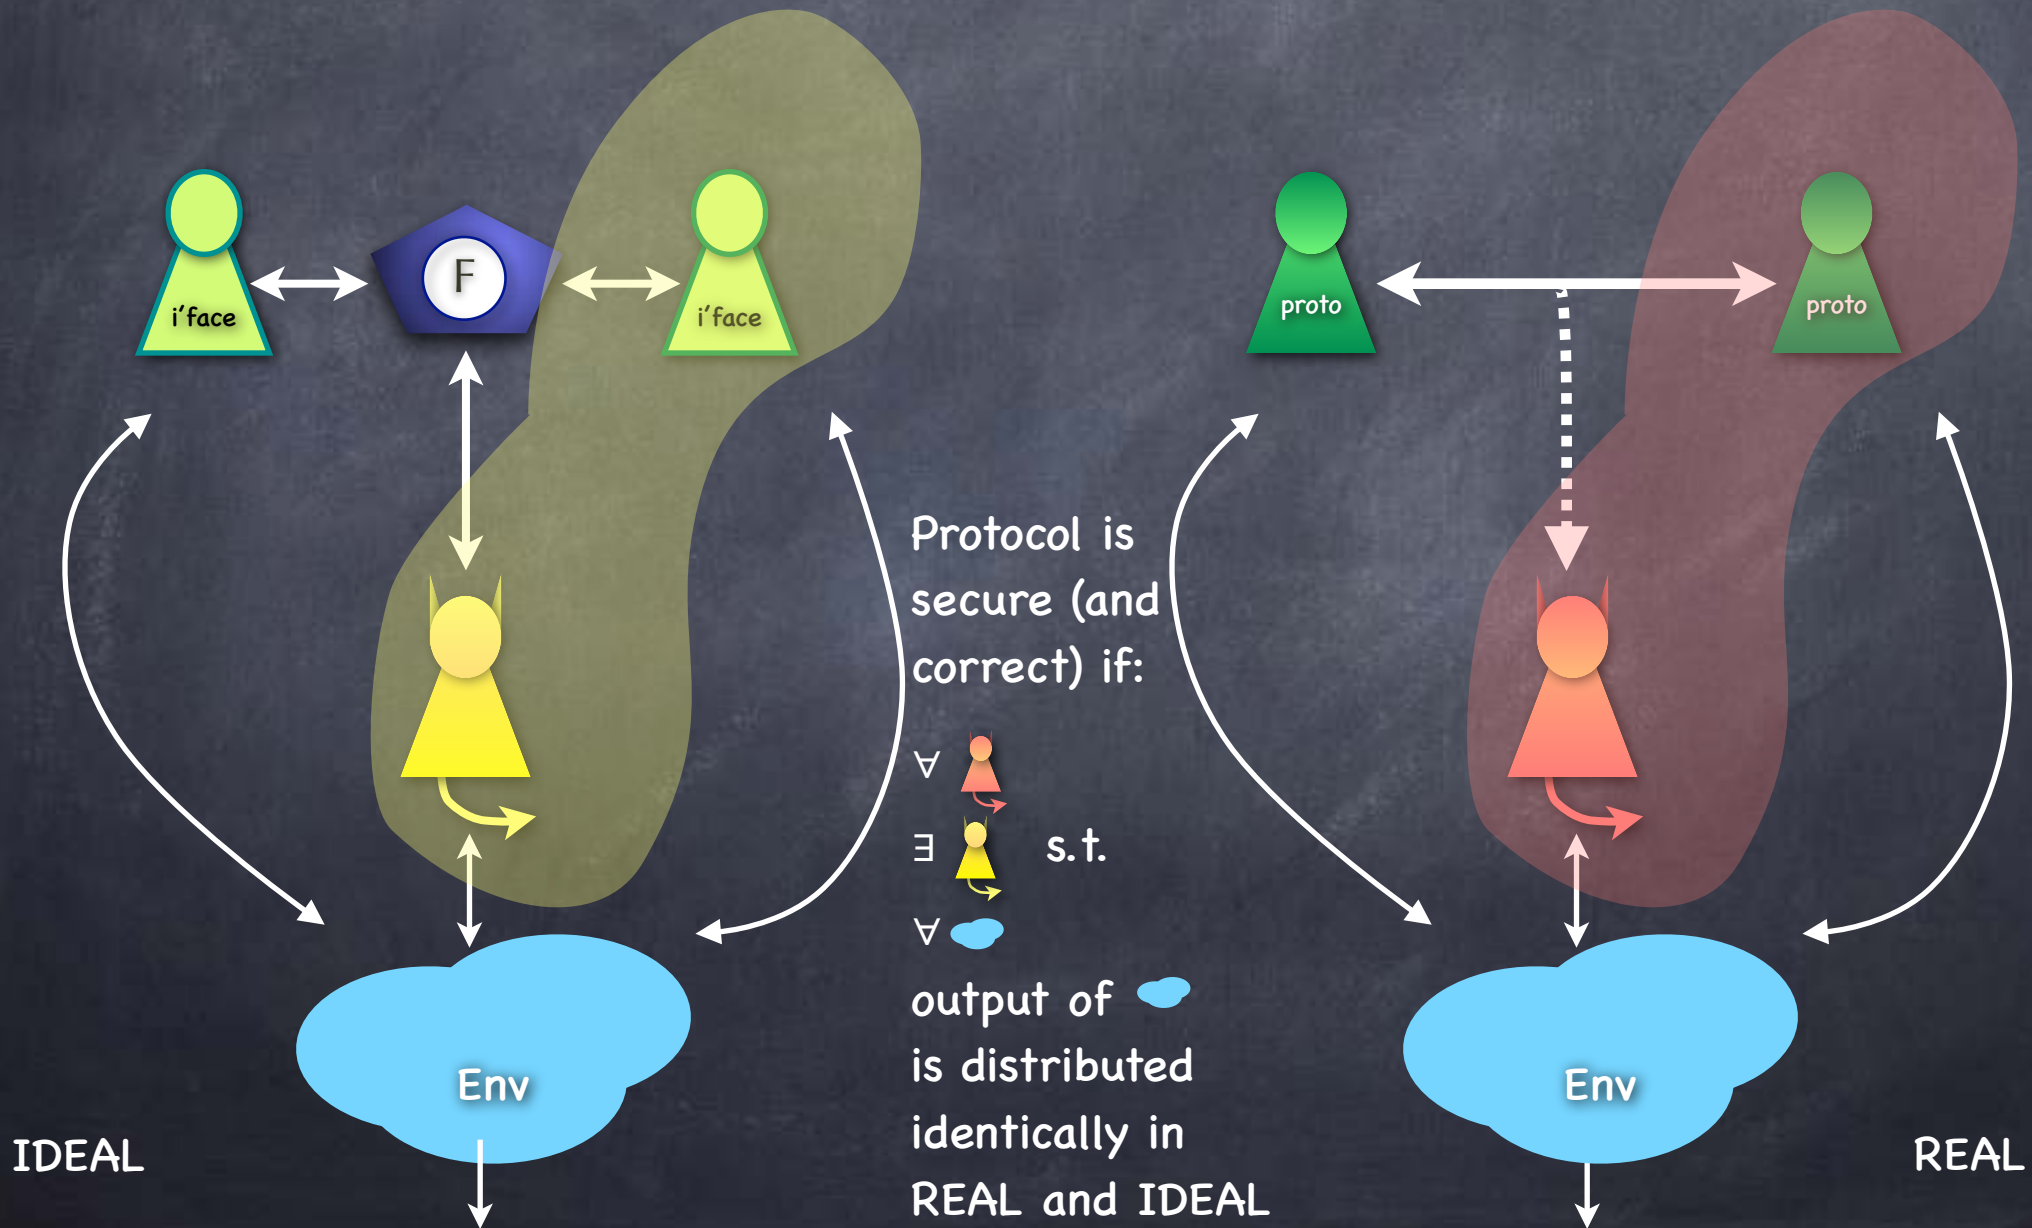 i'face
F
i'face
proto
proto
Protocol is
secure (and
correct) if:
∀
∃ s.t.
∀
output of
is distributed
identically in
REAL and IDEAL
Env
Env
IDEAL
REAL